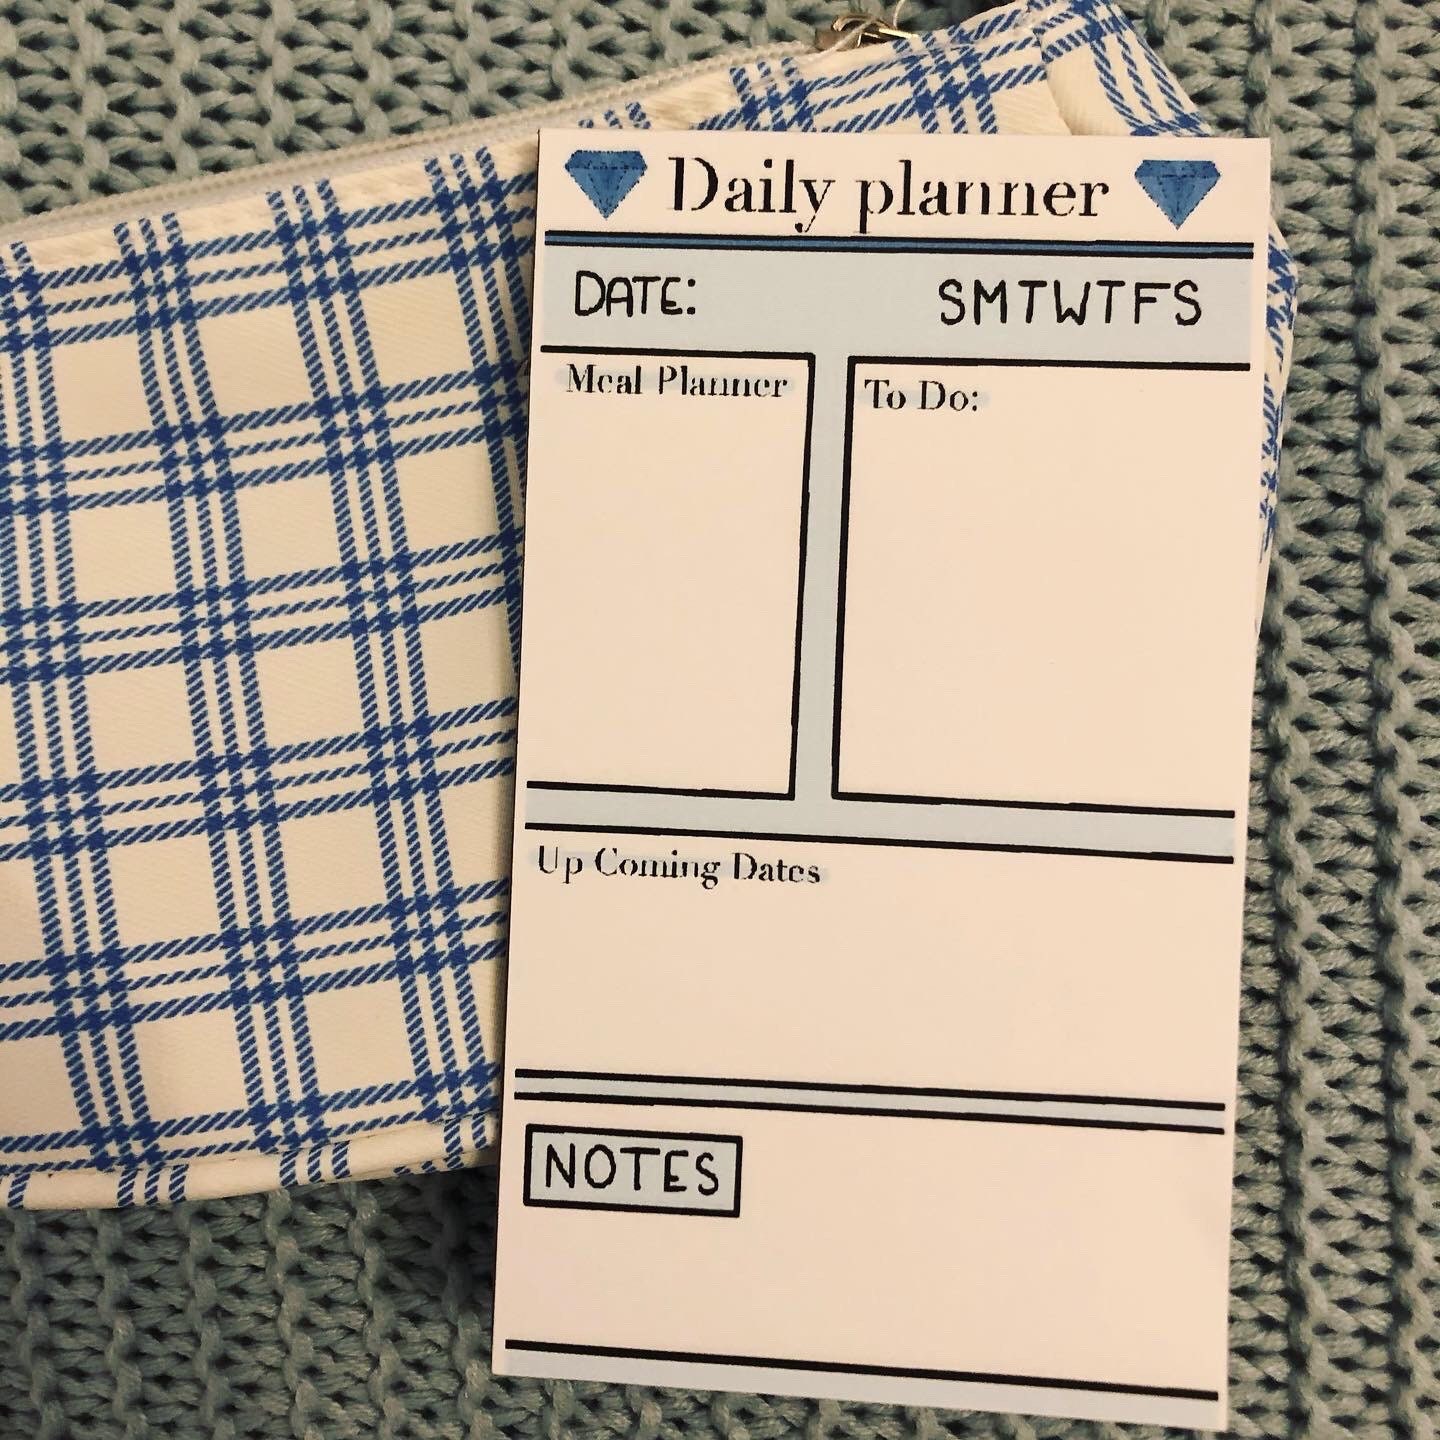 Daily planner
DATE: SMTWTFS
Meal Planner
To Do:
Up Coming Dates
NOTES